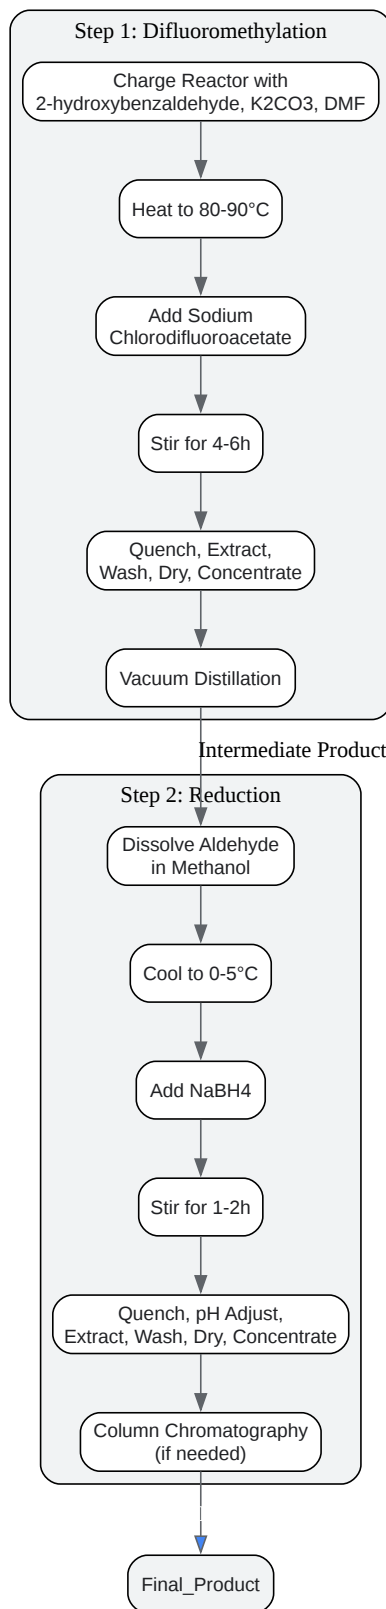 Step 1: Difluoromethylation
Charge Reactor with
2-hydroxybenzaldehyde, K2CO3, DMF
Heat to 80-90°C
Add Sodium
Chlorodifluoroacetate
Stir for 4-6h
Quench, Extract,
Wash, Dry, Concentrate
Vacuum Distillation
Intermediate Product
Step 2: Reduction
Dissolve Aldehyde
in Methanol
Cool to 0-5°C
Add NaBH4
Stir for 1-2h
Quench, pH Adjust,
Extract, Wash, Dry, Concentrate
Column Chromatography
(if needed)
Final_Product